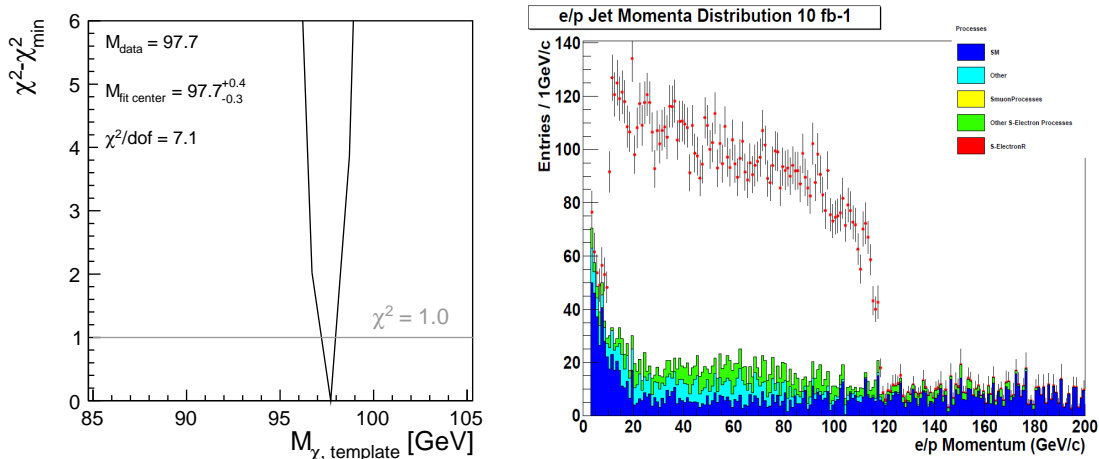 χ²-χ²min
6
5
4
3
2
1
0
M_data = 97.7
M_fit center = 97.7 +0.4 -0.3
χ²/dof = 7.1
χ² = 1.0
85 90 95 100 105
M_χ, template [GeV]
e/p Jet Momenta Distribution 10 fb-1
Entries / 1GeV/c
140
120
100
80
60
40
20
0
0 20 40 60 80 100 120 140 160 180 200
e/p Momentum (GeV/c)
Processes
SM
Other
SmuonProcesses
Other S-Electron Processes
S-ElectronR